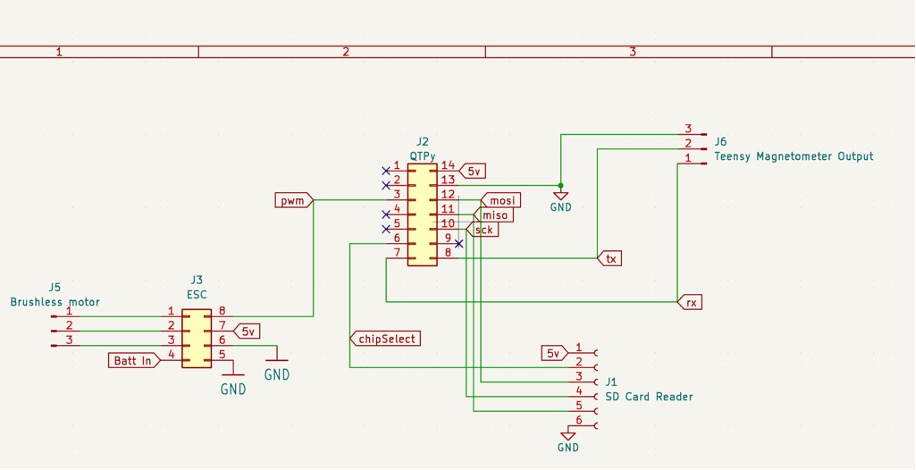 1 2 3
J2
QTPy
3
2
1
J6
Teensy Magnetometer Output
1
2
3
4
5
6
7
14
13
12
11
10
9
8
5v
mosi
miso
sck
pwm
GND
tx
rx
J5
Brushless motor
1
2
3
J3
ESC
1
2
3
4
8
7
6
5
5v
Batt In
GND
GND
chipSelect
5v
1
2
3
4
5
6
J1
SD Card Reader
GND